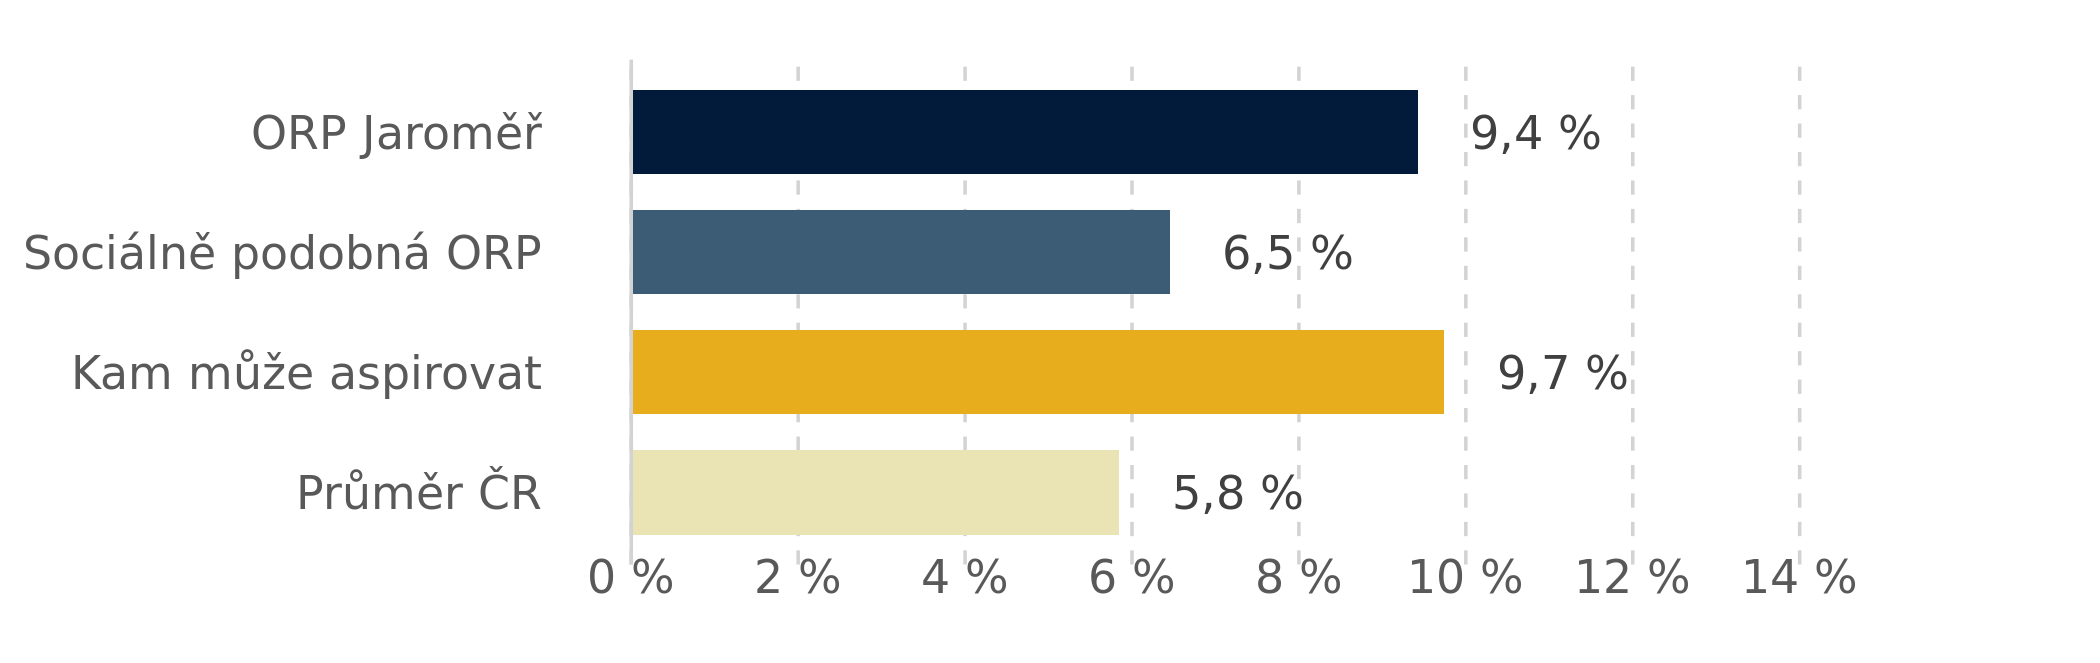 ORP Jaroměř
9,4 %
Sociálně podobná ORP
6,5 %
Kam může aspirovat
9,7 %
Průměr ČR
5,8 %
0 % 2 % 4 % 6 % 8 % 10 % 12 % 14 %